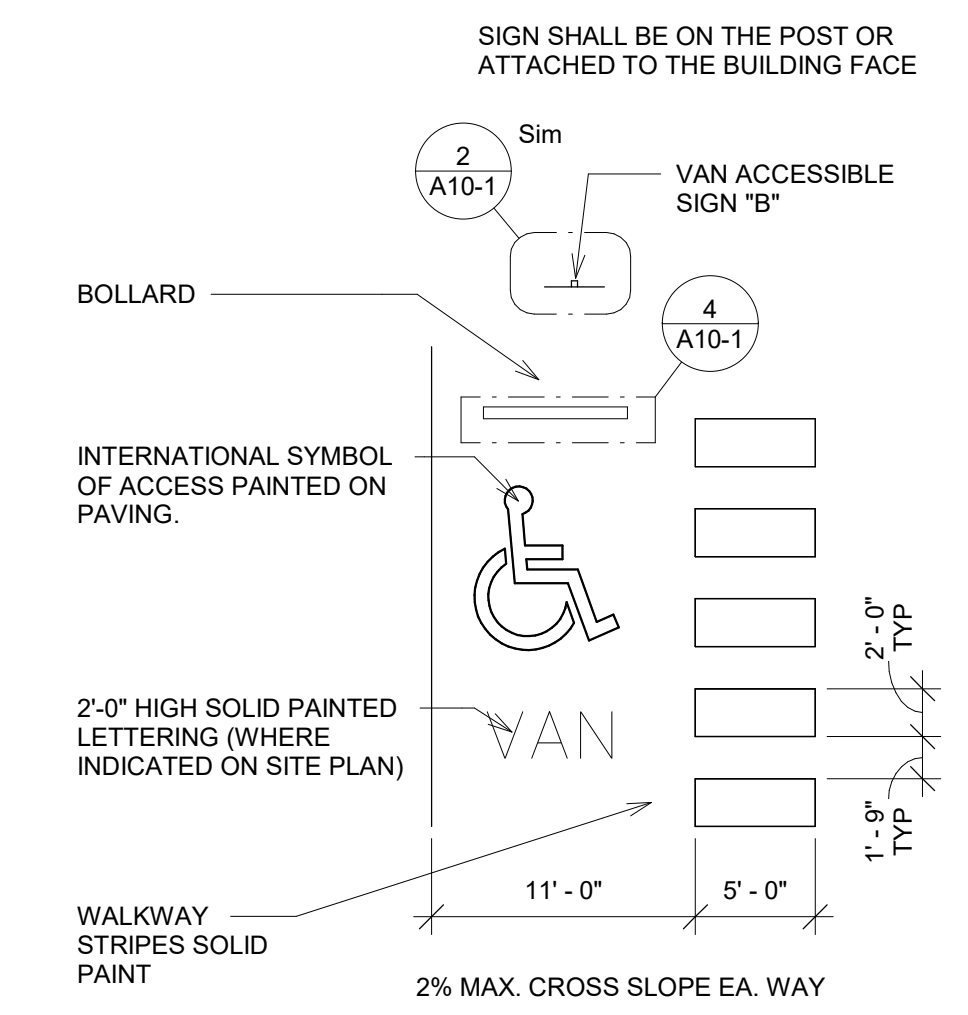 SIGN SHALL BE ON THE POST OR
ATTACHED TO THE BUILDING FACE
Sim
2
A10-1
VAN ACCESSIBLE
SIGN "B"
BOLLARD
4
A10-1
INTERNATIONAL SYMBOL
OF ACCESS PAINTED ON
PAVING.
2' - 0"
TYP
2'-0" HIGH SOLID PAINTED
LETTERING (WHERE
INDICATED ON SITE PLAN)
VAN
1' - 9"
TYP
11' - 0"
5' - 0"
WALKWAY
STRIPES SOLID
PAINT
2% MAX. CROSS SLOPE EA. WAY